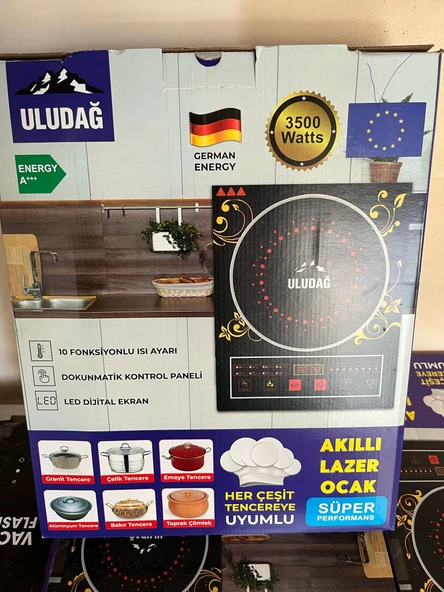 ULUDAĞ
GERMAN
ENERGY
3500
Watts
ENERGY
A+++
ULUDAĞ
10 FONKSİYONLU ISI AYARI
DOKUNMATİK KONTROL PANELİ
LED
LED DİJİTAL EKRAN
Granit Tencere
Çelik Tencere
Emaye Tencere
Alüminyum Tencere
Bakır Tencere
Toprak Çömlek
HER ÇEŞİT
TENCEREYE
UYUMLU
AKILLI
LAZER
OCAK
SÜPER
PERFORMANS